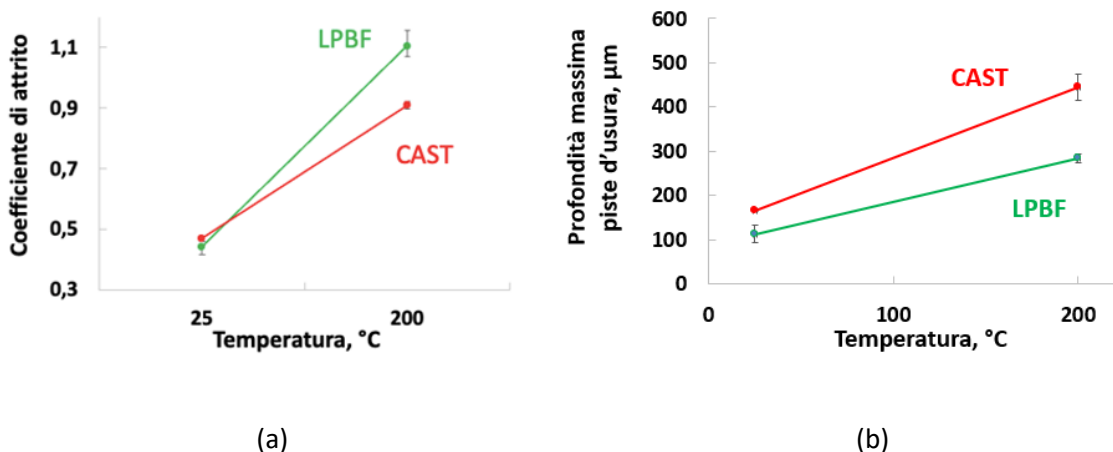 Coefficiente di attrito
1,1
0,9
0,7
0,5
0,3
LPBF
CAST
25
200
Temperatura, °C
(a)
Profondità massima
piste d'usura, µm
600
500
400
300
200
100
0
CAST
LPBF
0
100
200
Temperatura, °C
(b)